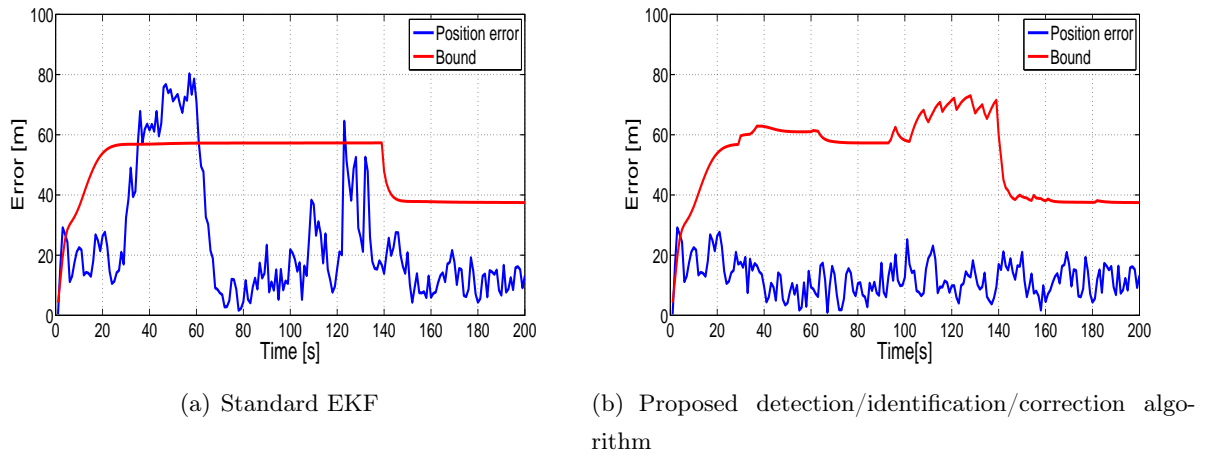 100
80
60
40
20
0
Error [m]
0 20 40 60 80 100 120 140 160 180 200
Time [s]
Position error
Bound
(a) Standard EKF
100
80
60
40
20
0
Error [m]
0 20 40 60 80 100 120 140 160 180 200
Time[s]
Position error
Bound
(b) Proposed detection/identification/correction algo-
rithm